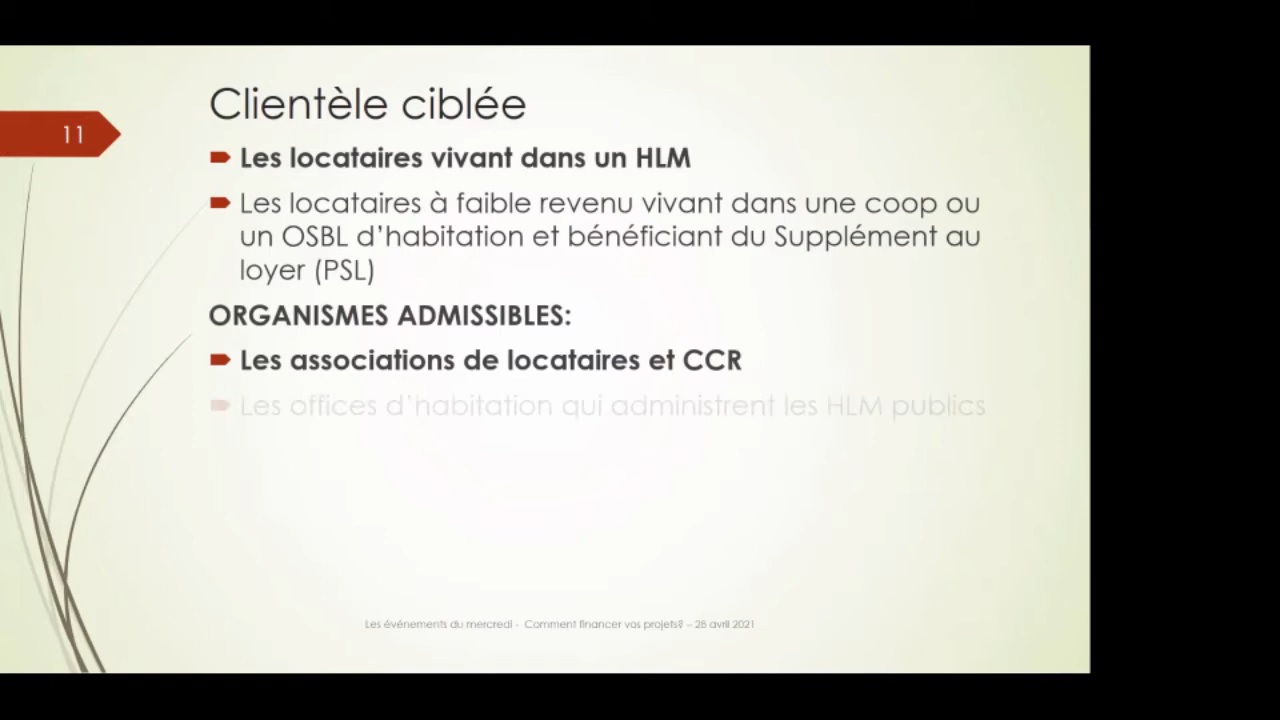 Clientèle ciblée
11
Les locataires vivant dans un HLM
Les locataires à faible revenu vivant dans une coop ou
un OSBL d'habitation et bénéficiant du Supplément au
loyer (PSL)
ORGANISMES ADMISSIBLES:
Les associations de locataires et CCR
Les offices d'habitation qui administrent les HLM publics
Les événements du mercredi - Comment financer vos projets? – 28 avril 2021